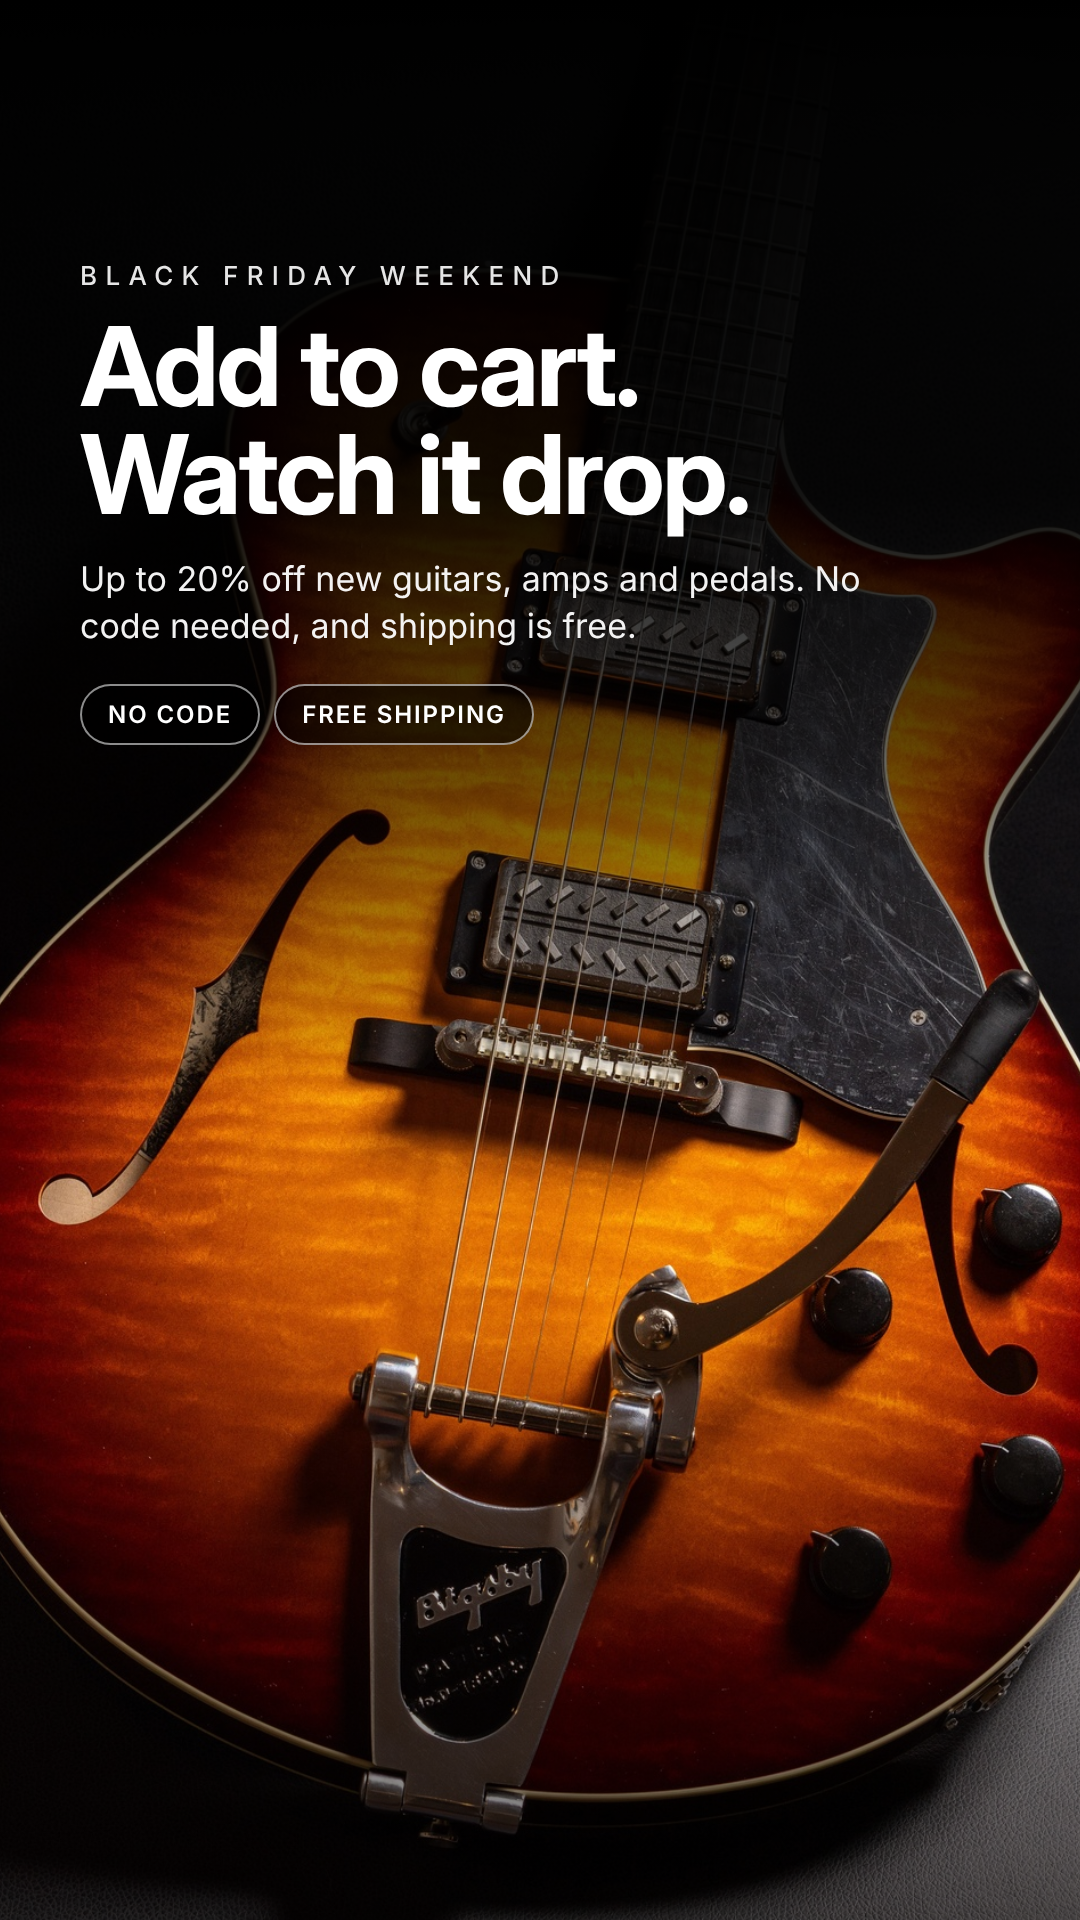 BLACK FRIDAY WEEKEND
Add to cart.
Watch it drop.
Up to 20% off new guitars, amps and pedals. No
code needed, and shipping is free.
NO CODE
FREE SHIPPING
Bigsby